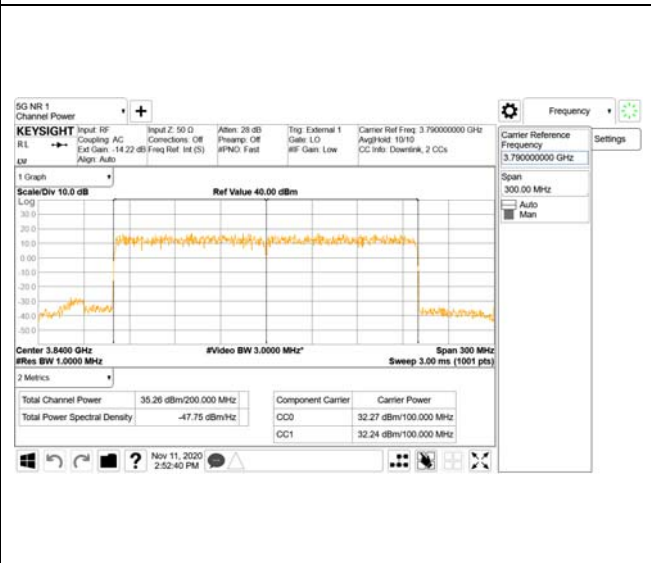 5G NR 1
Channel Power
Frequency
KEYSIGHT
Input: RF
Input Z: 50 Ω
Atten: 28 dB
Trig: External 1
Carrier Ref Freq: 3.790000000 GHz
RL
Coupling: AC
Corrections: Off
Preamp: Off
Gate: LO
Avg|Hold: 10/10
Ext Gain: -14.22 dB
Freq Ref: Int (S)
#PNO: Fast
#IF Gain: Low
CC Info: Downlink, 2 CCs
Align: Auto
Carrier Reference
Frequency
3.790000000 GHz
Settings
Span
300.00 MHz
Auto
Man
1 Graph
Scale/Div 10.0 dB
Ref Value 40.00 dBm
Log
30.0
20.0
10.0
0.00
-10.0
-20.0
-30.0
-40.0
-50.0
Center 3.8400 GHz
#Video BW 3.0000 MHz*
Span 300 MHz
#Res BW 1.0000 MHz
Sweep 3.00 ms (1001 pts)
2 Metrics
Total Channel Power
35.26 dBm/200.000 MHz
Total Power Spectral Density
-47.75 dBm/Hz
Component Carrier
Carrier Power
CC0
32.27 dBm/100.000 MHz
CC1
32.24 dBm/100.000 MHz
?
Nov 11, 2020
2:52:40 PM